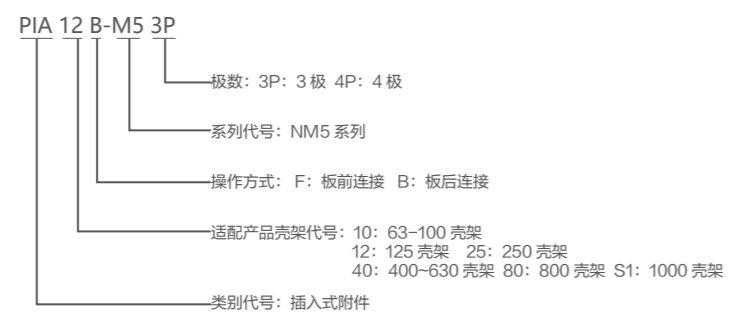 PIA 12 B-M5 3P
极数：3P：3 极 4P：4 极
系列代号：NM5 系列
操作方式： F：板前连接 B：板后连接
适配产品壳架代号：10：63-100 壳架
12：125 壳架 25：250 壳架
40：400~630 壳架 80：800 壳架 S1：1000 壳架
类别代号：插入式附件